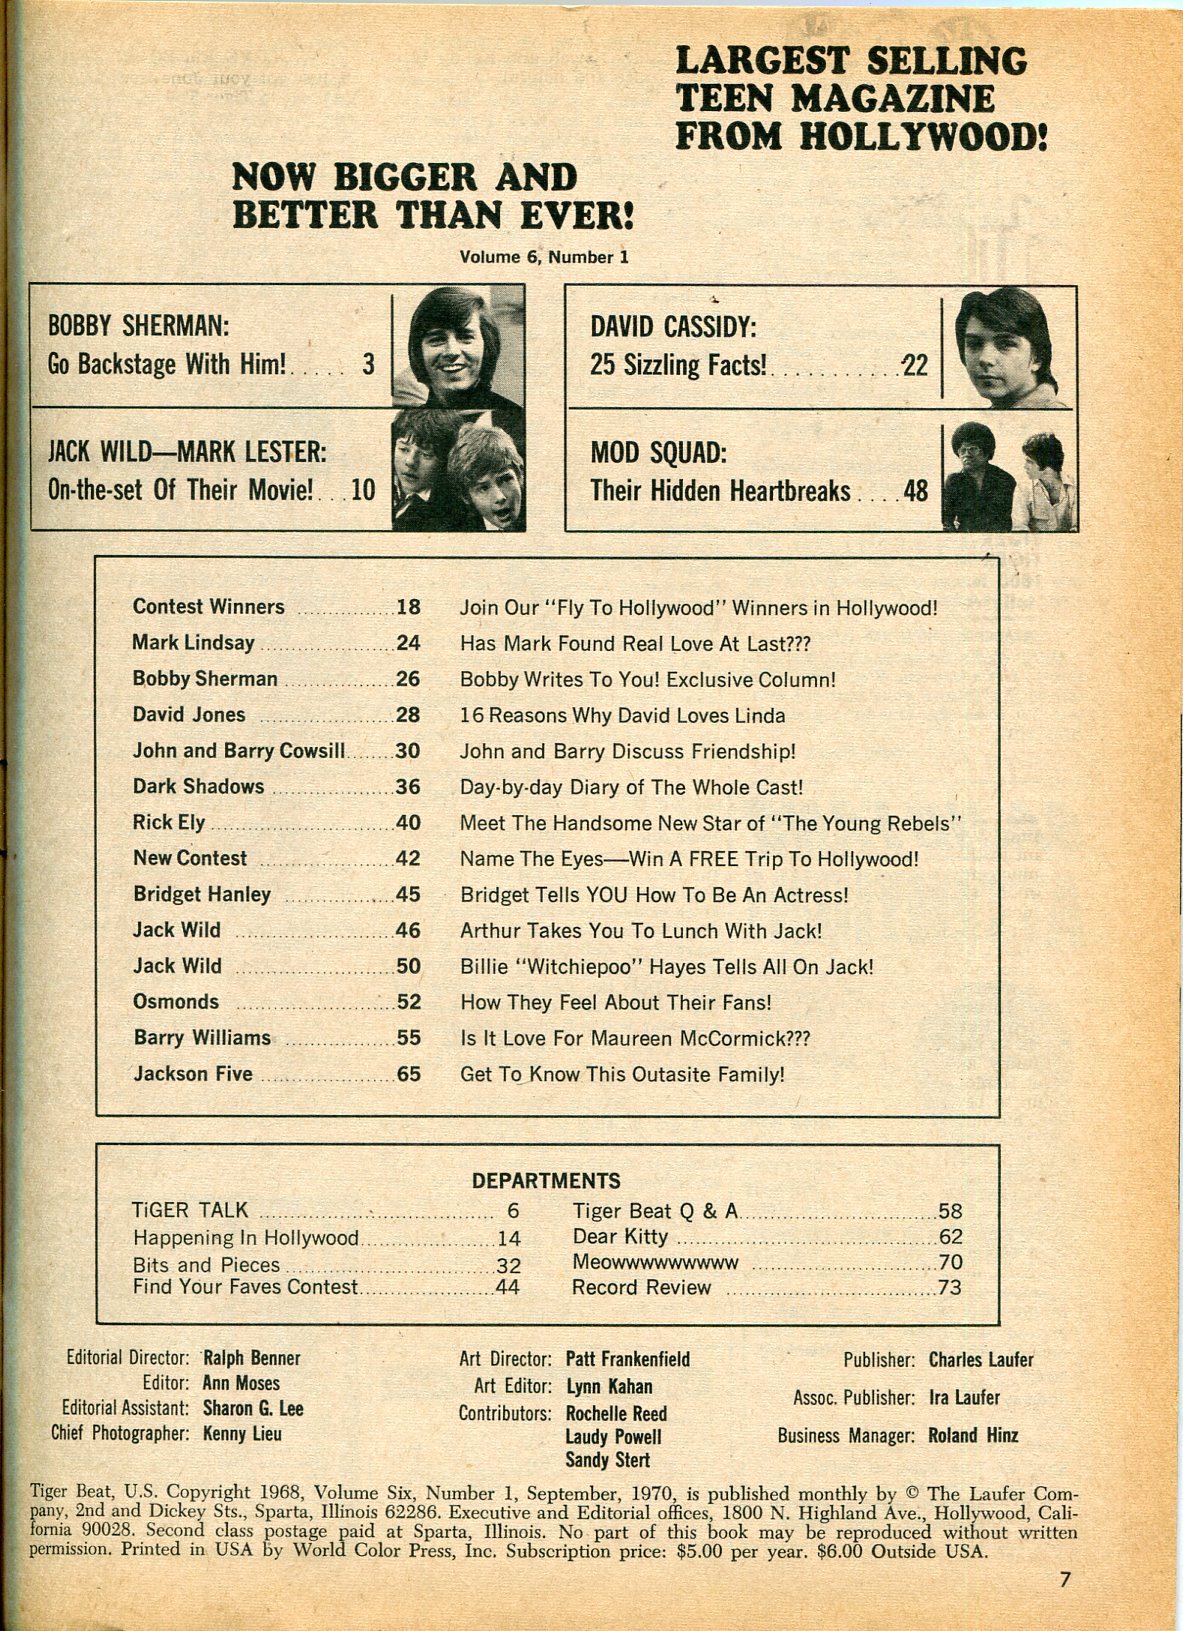 LARGEST SELLING
TEEN MAGAZINE
FROM HOLLYWOOD!
NOW BIGGER AND
BETTER THAN EVER!
Volume 6, Number 1
BOBBY SHERMAN:
Go Backstage With Him!..... 3
JACK WILD—MARK LESTER:
On-the-set Of Their Movie!...10
DAVID CASSIDY:
25 Sizzling Facts!...........22
MOD SQUAD:
Their Hidden Heartbreaks ....48
Contest Winners ..............18 Join Our "Fly To Hollywood" Winners in Hollywood!
Mark Lindsay ....................24 Has Mark Found Real Love At Last???
Bobby Sherman ................26 Bobby Writes To You! Exclusive Column!
David Jones ....................28 16 Reasons Why David Loves Linda
John and Barry Cowsill.......30 John and Barry Discuss Friendship!
Dark Shadows ..................36 Day-by-day Diary of The Whole Cast!
Rick Ely...........................40 Meet The Handsome New Star of "The Young Rebels"
New Contest ....................42 Name The Eyes—Win A FREE Trip To Hollywood!
Bridget Hanley ................45 Bridget Tells YOU How To Be An Actress!
Jack Wild .......................46 Arthur Takes You To Lunch With Jack!
Jack Wild .......................50 Billie "Witchiepoo" Hayes Tells All On Jack!
Osmonds .......................52 How They Feel About Their Fans!
Barry Williams ................55 Is It Love For Maureen McCormick???
Jackson Five ....................65 Get To Know This Outasite Family!
DEPARTMENTS
TiGER TALK ...................................... 6
Happening In Hollywood....................14
Bits and Pieces ...............................32
Find Your Faves Contest....................44
Tiger Beat Q & A.............................58
Dear Kitty ......................................62
Meowwwwwwwwww ...........................70
Record Review ...............................73
Editorial Director: Ralph Benner
Editor: Ann Moses
Editorial Assistant: Sharon G. Lee
Chief Photographer: Kenny Lieu
Art Director: Patt Frankenfield
Art Editor: Lynn Kahan
Contributors: Rochelle Reed
Laudy Powell
Sandy Stert
Publisher: Charles Laufer
Assoc. Publisher: Ira Laufer
Business Manager: Roland Hinz
Tiger Beat, U.S. Copyright 1968, Volume Six, Number 1, September, 1970, is published monthly by © The Laufer Com-
pany, 2nd and Dickey Sts., Sparta, Illinois 62286. Executive and Editorial offices, 1800 N. Highland Ave., Hollywood, Cali-
fornia 90028. Second class postage paid at Sparta, Illinois. No part of this book may be reproduced without written
permission. Printed in USA by World Color Press, Inc. Subscription price: $5.00 per year. $6.00 Outside USA.
7